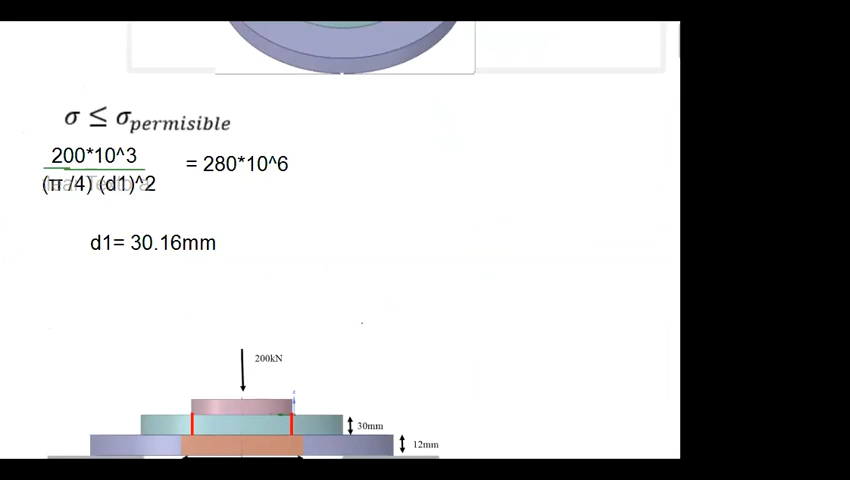 σ ≤ σpermisible
200*10^3
(π /4) (d1)^2
= 280*10^6
d1= 30.16mm
200kN
30mm
12mm